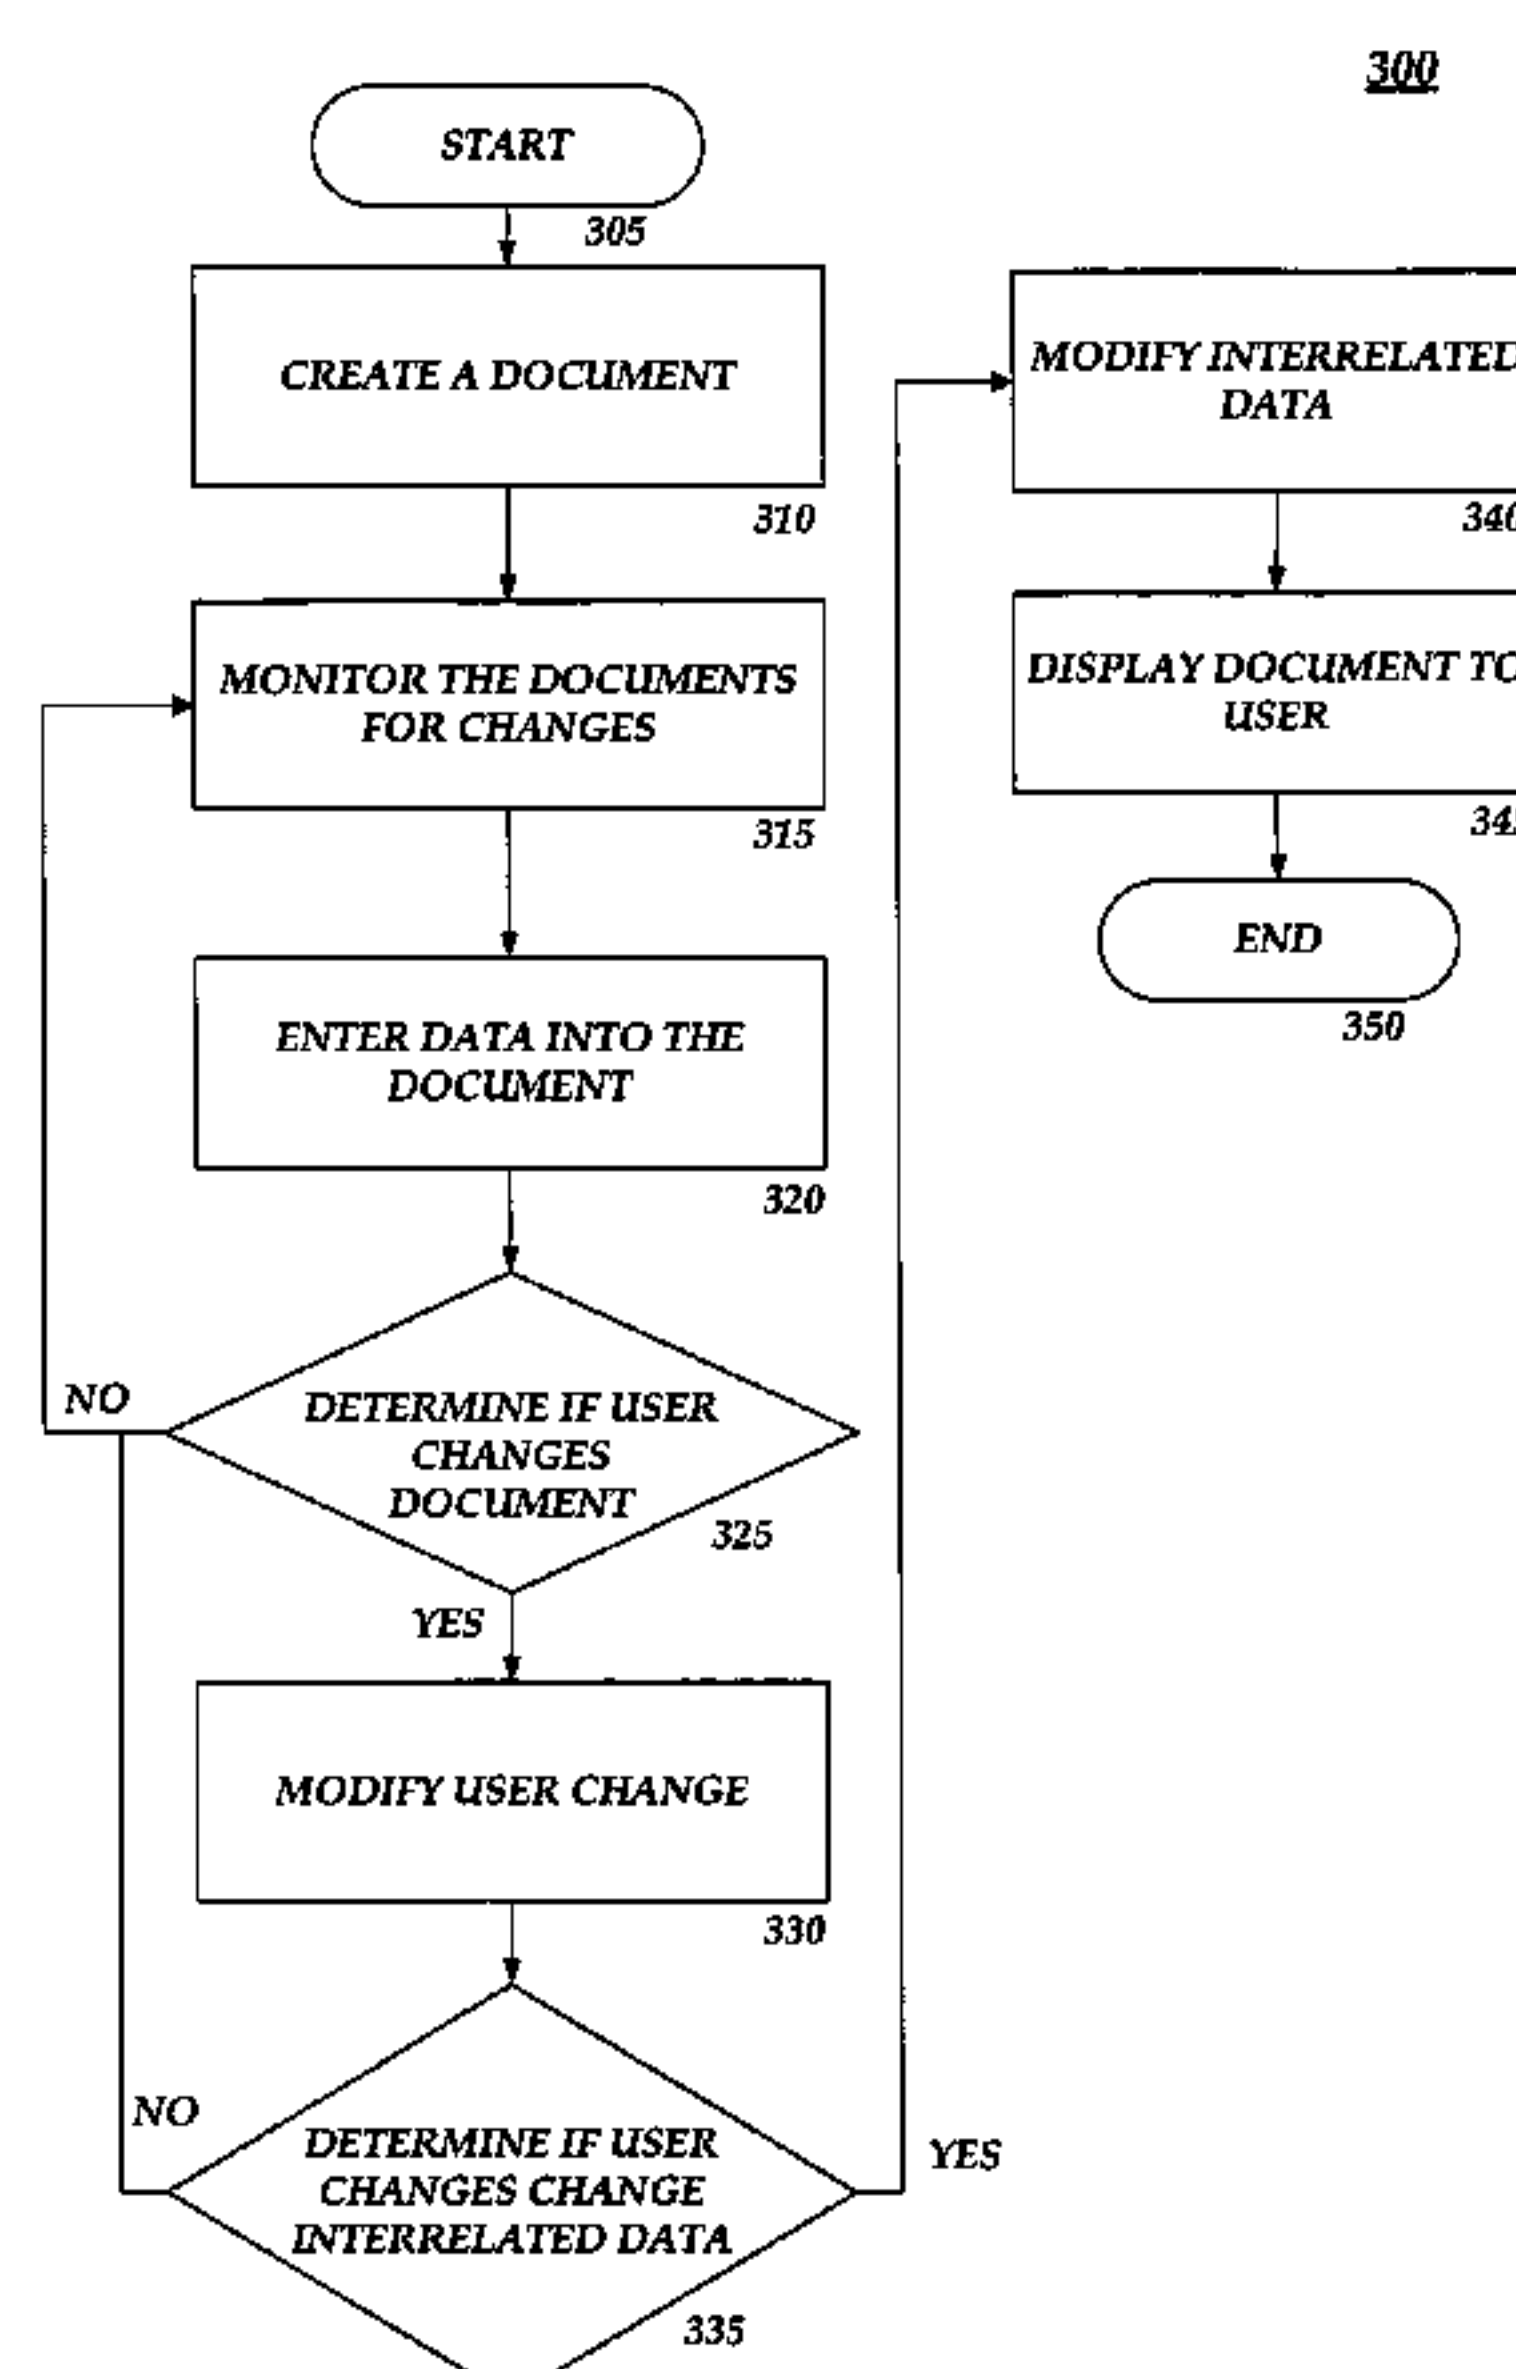 300
START
305
CREATE A DOCUMENT
310
MONITOR THE DOCUMENTS
FOR CHANGES
315
ENTER DATA INTO THE
DOCUMENT
320
DETERMINE IF USER
CHANGES
DOCUMENT
325
NO
YES
MODIFY USER CHANGE
330
DETERMINE IF USER
CHANGES CHANGE
INTERRELATED DATA
335
NO
YES
MODIFY INTERRELATED
DATA
340
DISPLAY DOCUMENT TO
USER
END
350